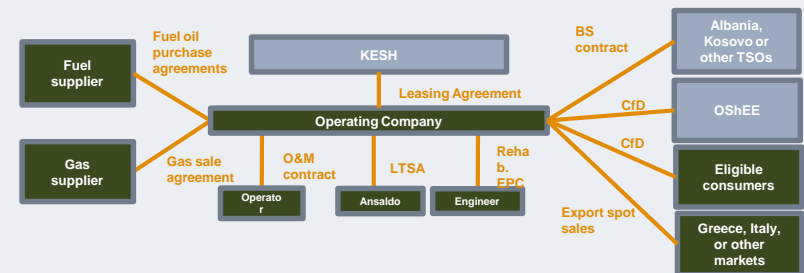 Fuel oil
purchase
agreements
Fuel
supplier
KESH
BS
contract
Albania,
Kosovo or
other TSOs
Leasing Agreement
CfD
OShEE
Operating Company
Gas
supplier
Gas sale
agreement
O&M
contract
LTSA
Reha
b.
EPC
CfD
Eligible
consumers
Operato
r
Ansaldo
Engineer
Export spot
sales
Greece, Italy,
or other
markets